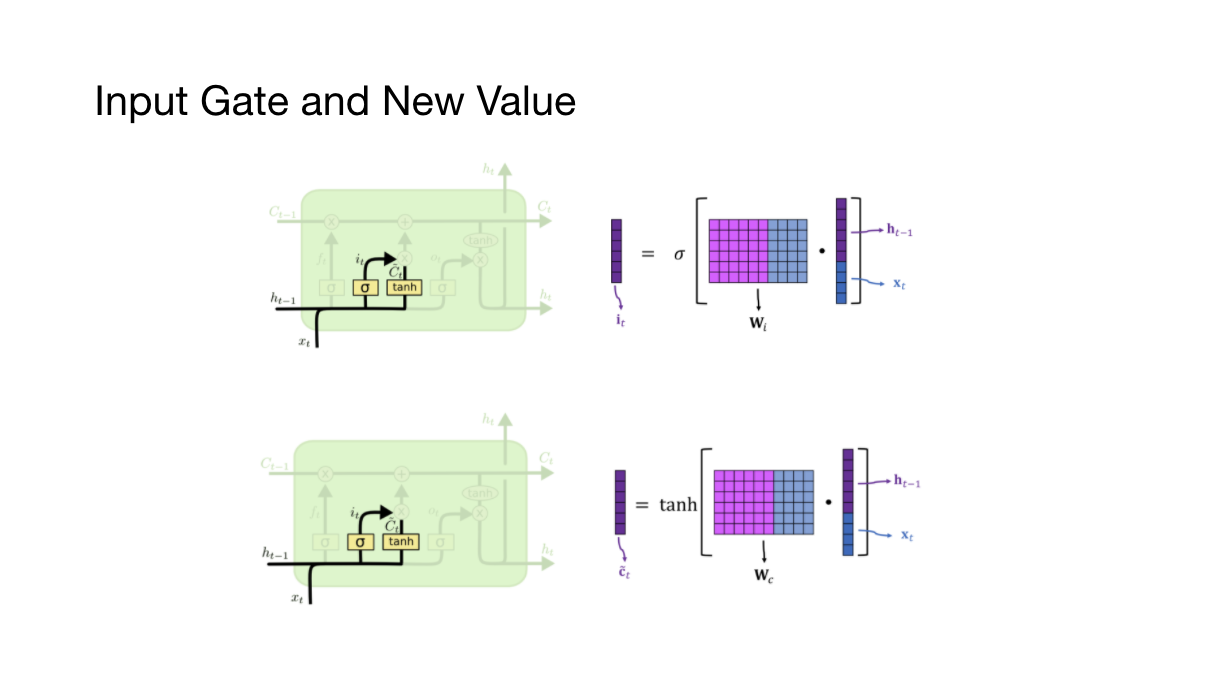 Input Gate and New Value
h_t
C_{t-1}
C_t
tanh
f_t
i_t
o_t
C̃_t
σ
σ
tanh
σ
h_{t-1}
h_t
x_t
= σ
h_{t-1}
x_t
i_t
W_i
h_t
C_{t-1}
C_t
tanh
f_t
i_t
o_t
C̃_t
σ
σ
tanh
σ
h_{t-1}
h_t
x_t
= tanh
h_{t-1}
x_t
c̃_t
W_c